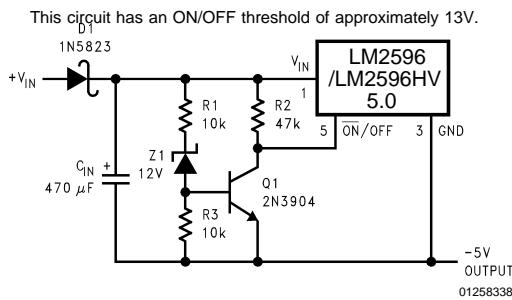 This circuit has an ON/OFF threshold of approximately 13V.
D1
1N5823
+VIN
VIN
1
LM2596
/LM2596HV
5.0
R1
10k
R2
47k
5
ON/OFF
3
GND
Z1
12V
CIN
+
470 µF
Q1
2N3904
R3
10k
–5V
OUTPUT
01258338